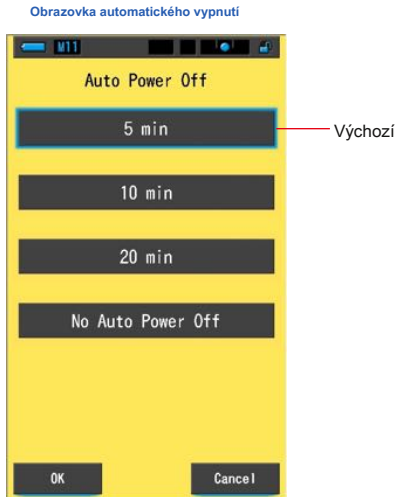 Obrazovka automatického vypnutí
M11
Auto Power Off
5 min
Výchozí
10 min
20 min
No Auto Power Off
OK
Cancel